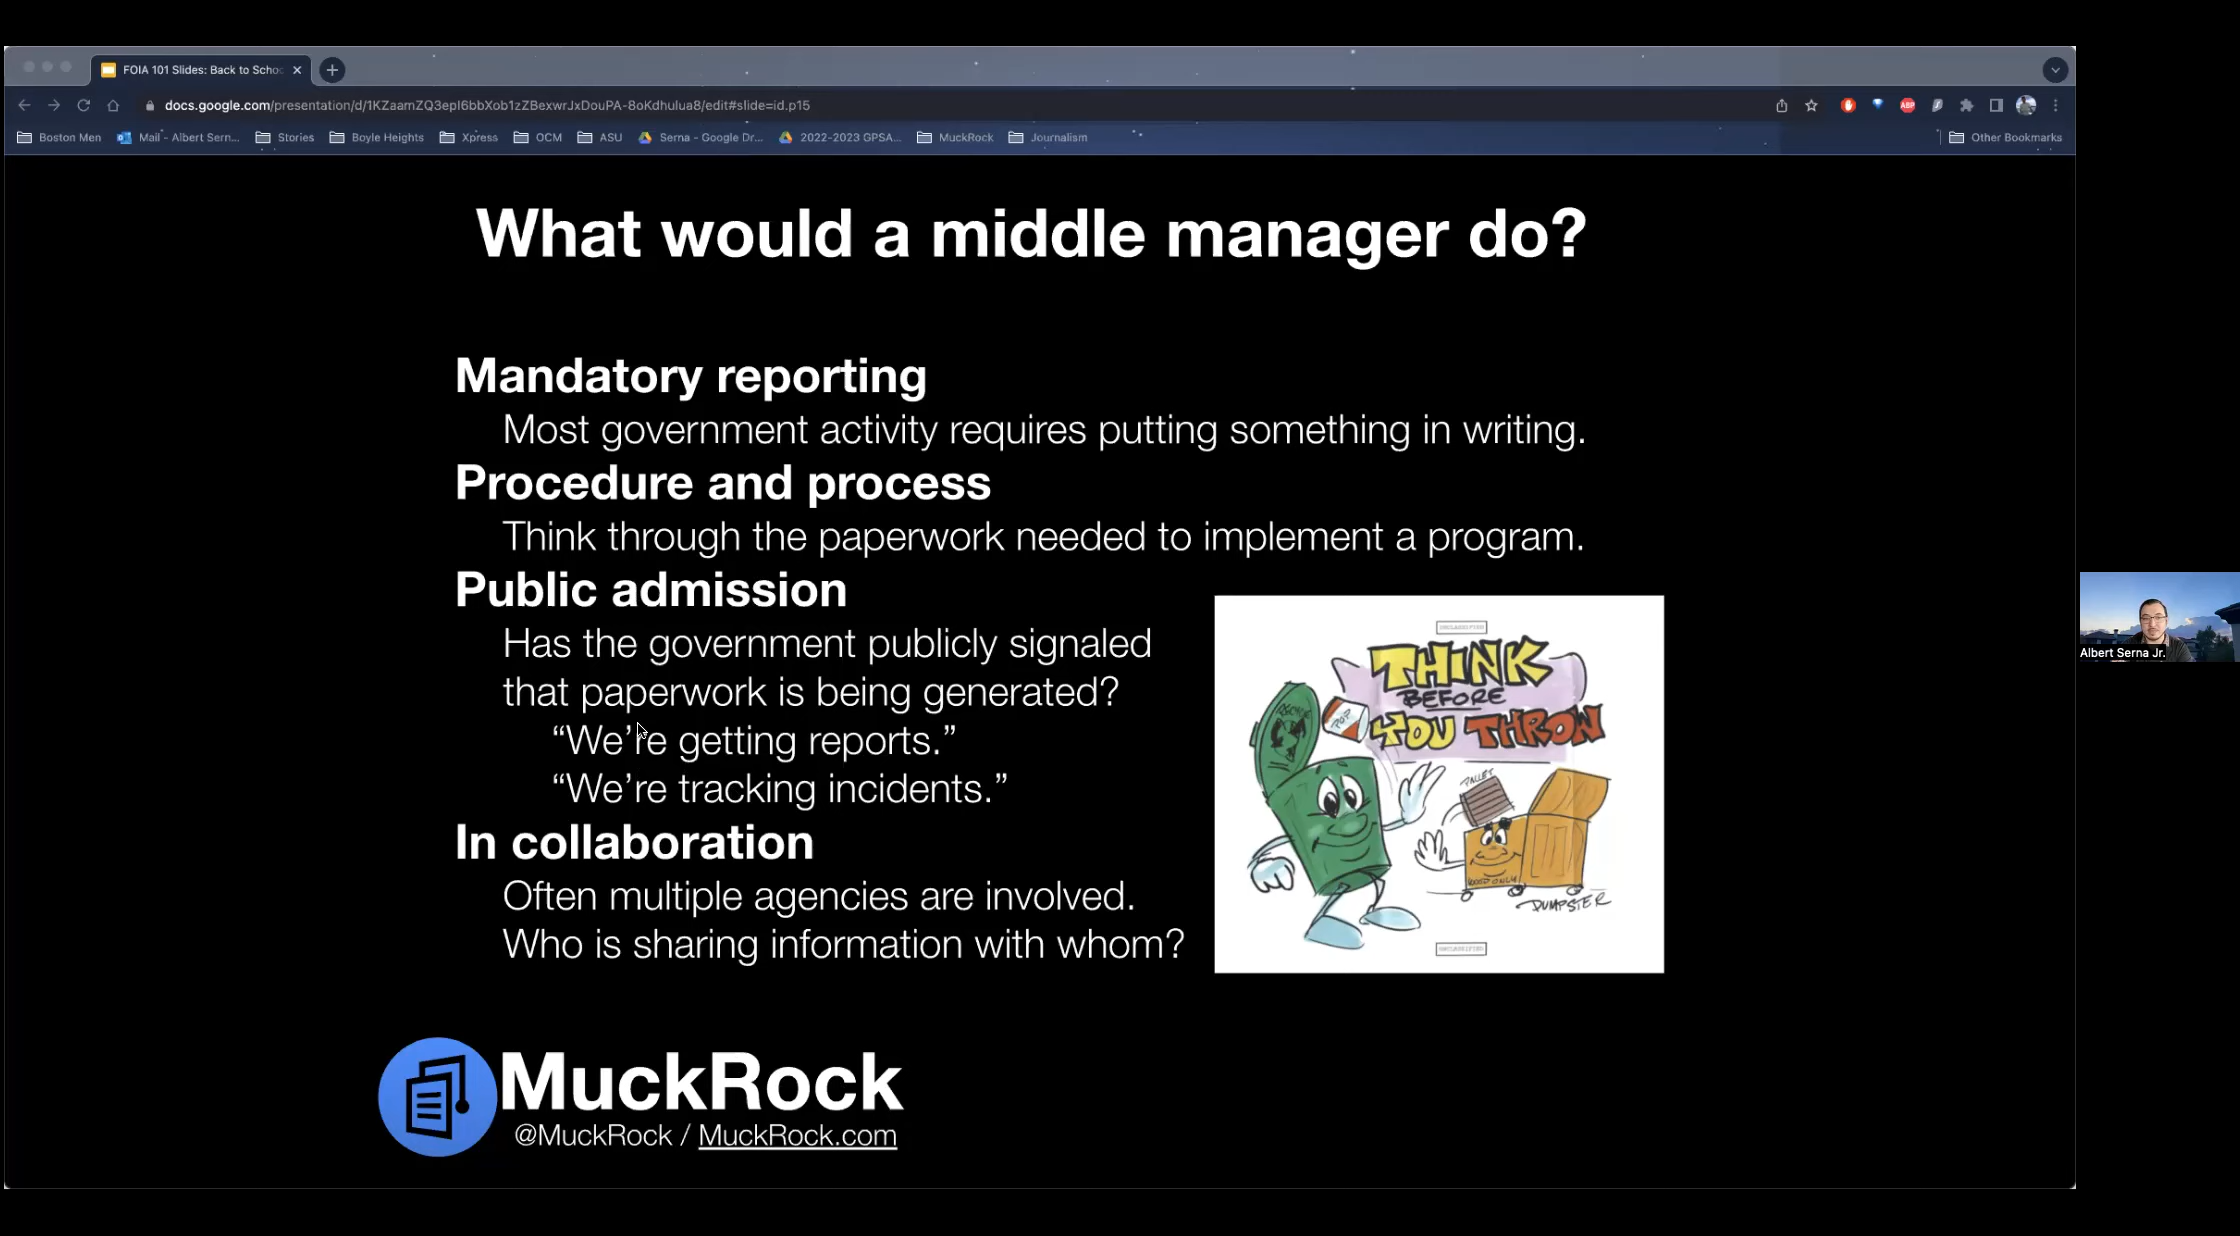 FOIA 101 Slides: Back to Schoo
docs.google.com/presentation/d/1KZaamZQ3epI6bbXob1zZBexwrJxDouPA-8oKdhulua8/edit#slide=id.p15
ABP
Boston Men
Mail - Albert Sern...
Stories
Boyle Heights
Xpress
OCM
ASU
Serna - Google Dr...
2022-2023 GPSA...
MuckRock
Journalism
Other Bookmarks
What would a middle manager do?
Mandatory reporting
Most government activity requires putting something in writing.
Procedure and process
Think through the paperwork needed to implement a program.
Public admission
Has the government publicly signaled
that paperwork is being generated?
“We’re getting reports.”
“We’re tracking incidents.”
In collaboration
Often multiple agencies are involved.
Who is sharing information with whom?
THINK
BEFORE
YOU THROW
POP
PALLET
DUMPSTER
MuckRock
@MuckRock / MuckRock.com
Albert Serna Jr.